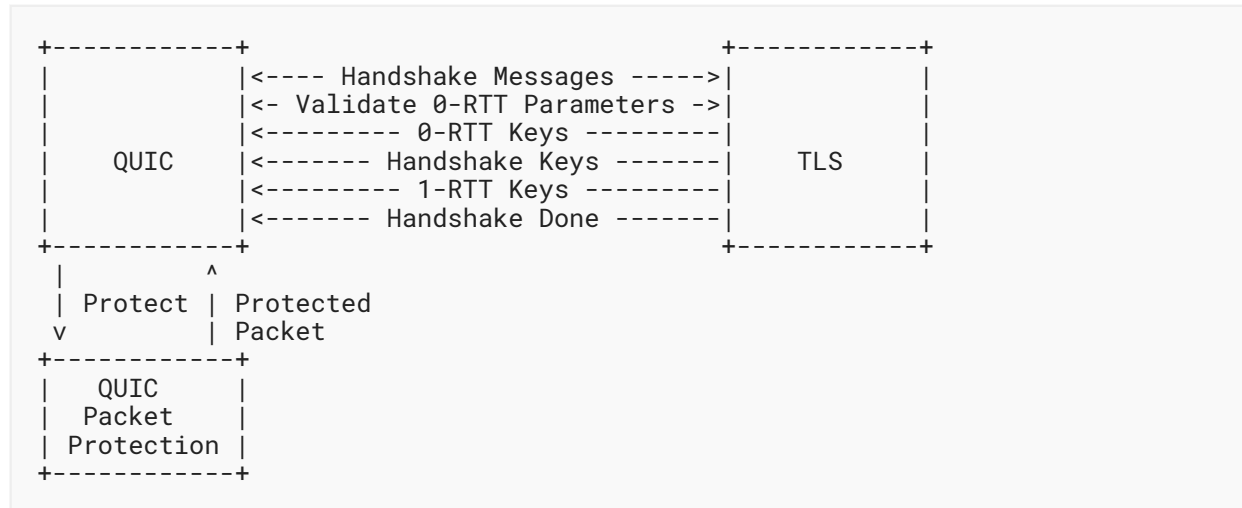 +------------+                               +------------+
|            |<---- Handshake Messages ----->|            |
|            |<- Validate 0-RTT Parameters ->|            |
|            |<--------- 0-RTT Keys ---------|            |
|    QUIC    |<------- Handshake Keys -------|    TLS     |
|            |<--------- 1-RTT Keys ---------|            |
|            |<------- Handshake Done -------|            |
+------------+                               +------------+
 |         ^
 | Protect | Protected
 v         | Packet
+------------+
|   QUIC     |
|  Packet    |
| Protection |
+------------+